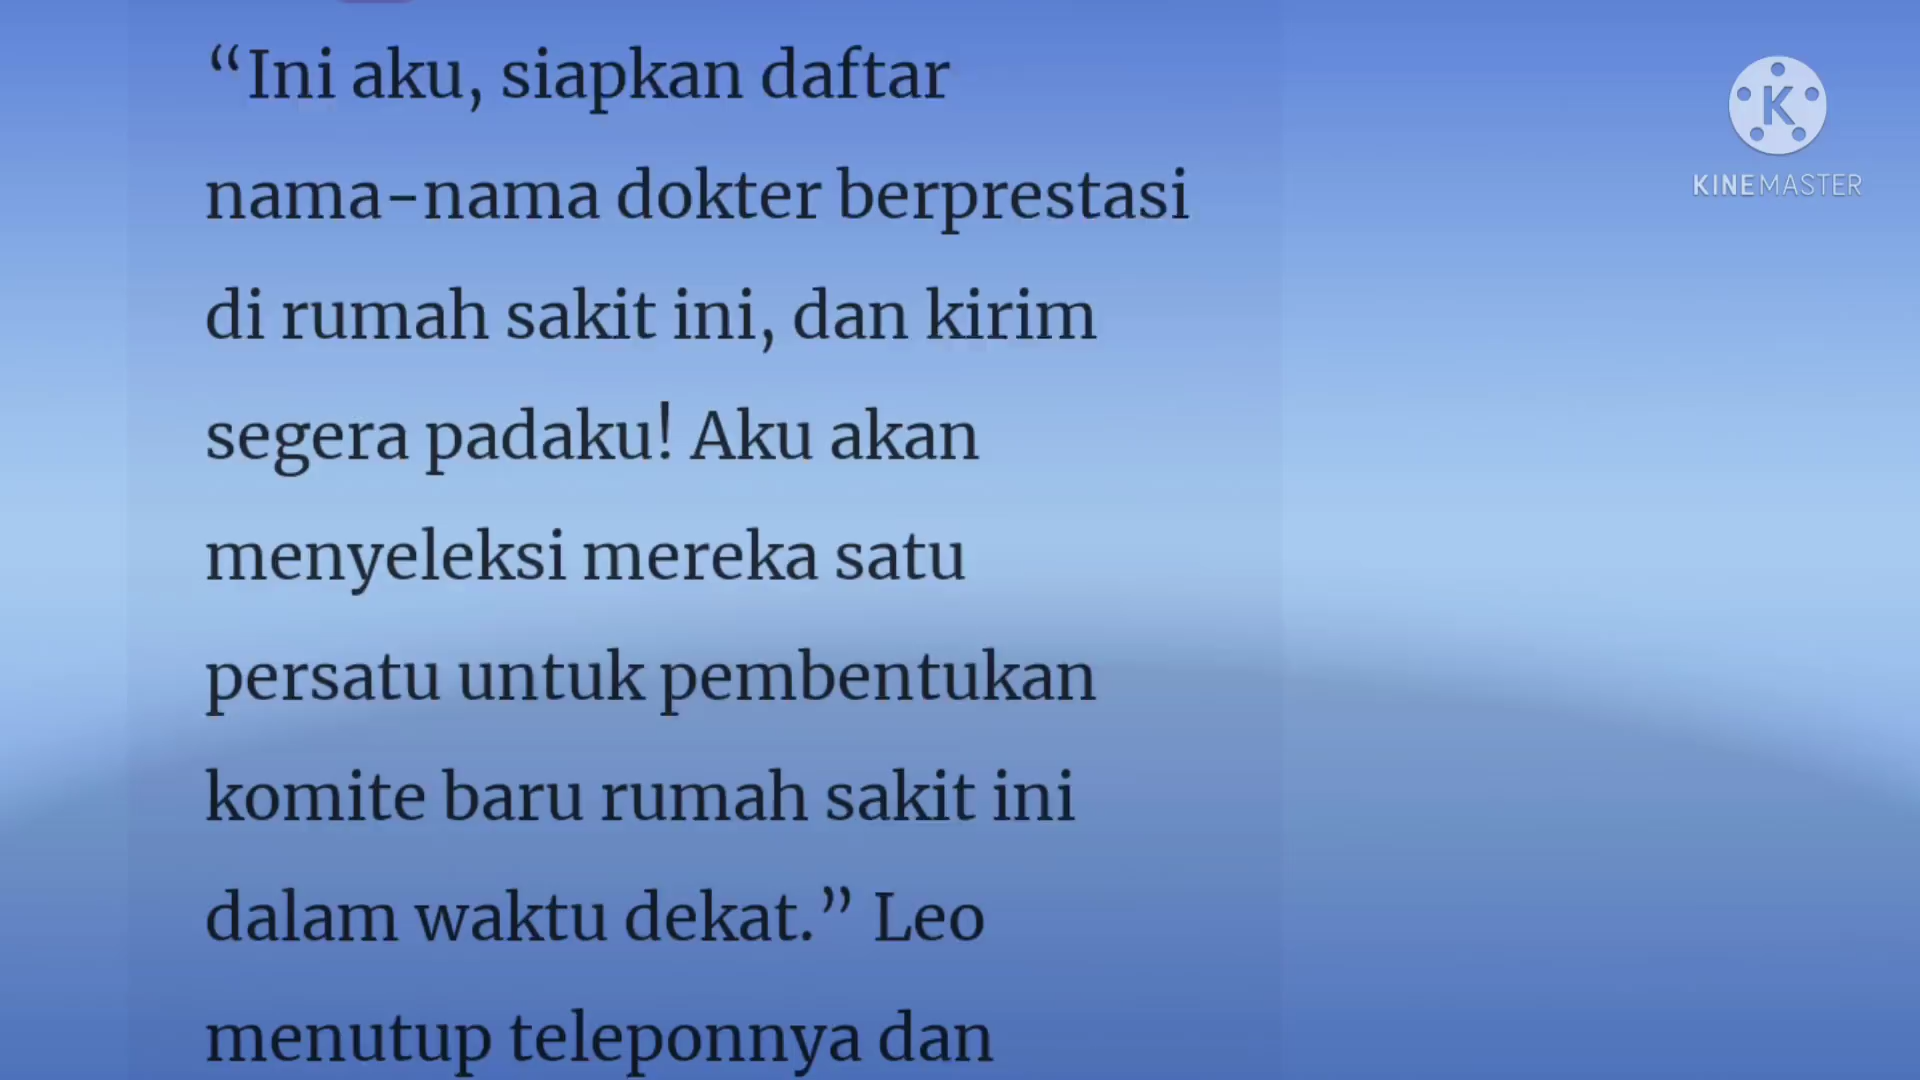 “Ini aku, siapkan daftar
nama-nama dokter berprestasi
di rumah sakit ini, dan kirim
segera padaku! Aku akan
menyeleksi mereka satu
persatu untuk pembentukan
komite baru rumah sakit ini
dalam waktu dekat.” Leo
menutup teleponnya dan
K
KINEMASTER